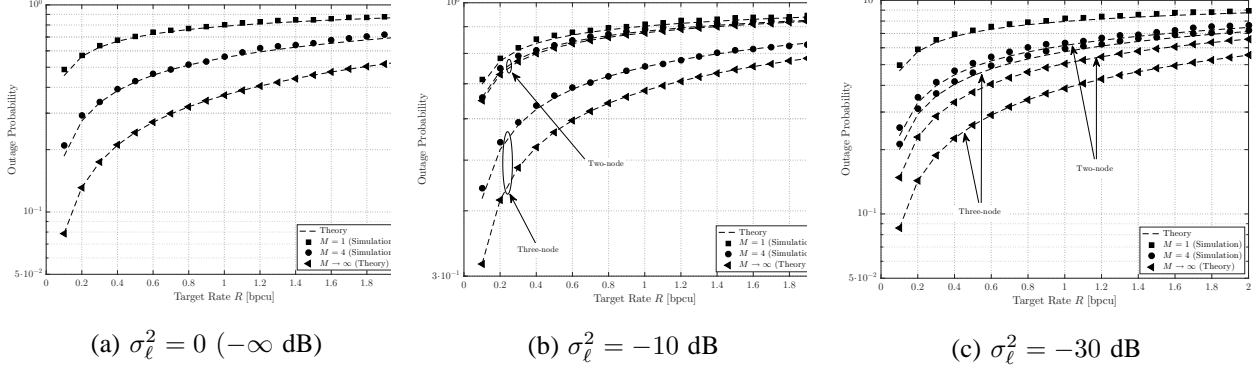 10^0
10^{-1}
5·10^{-2}
Outage Probability
0 0.2 0.4 0.6 0.8 1 1.2 1.4 1.6 1.8
Target Rate R [bpcu]
Theory
M = 1 (Simulation
M = 4 (Simulation
M → ∞ (Theory)
(a) σ_ℓ^2 = 0 (−∞ dB)
10^0
3·10^{-1}
Outage Probability
0 0.2 0.4 0.6 0.8 1 1.2 1.4 1.6 1.8
Target Rate R [bpcu]
Two-node
Three-node
Theory
M = 1 (Simulation
M = 4 (Simulation
M → ∞ (Theory)
(b) σ_ℓ^2 = −10 dB
10^0
10^{-1}
5·10^{-2}
Outage Probability
0 0.2 0.4 0.6 0.8 1 1.2 1.4 1.6 1.8 2
Target Rate R [bpcu]
Two-node
Three-node
Theory
M = 1 (Simulation)
M = 4 (Simulation)
M → ∞ (Theory)
(c) σ_ℓ^2 = −30 dB